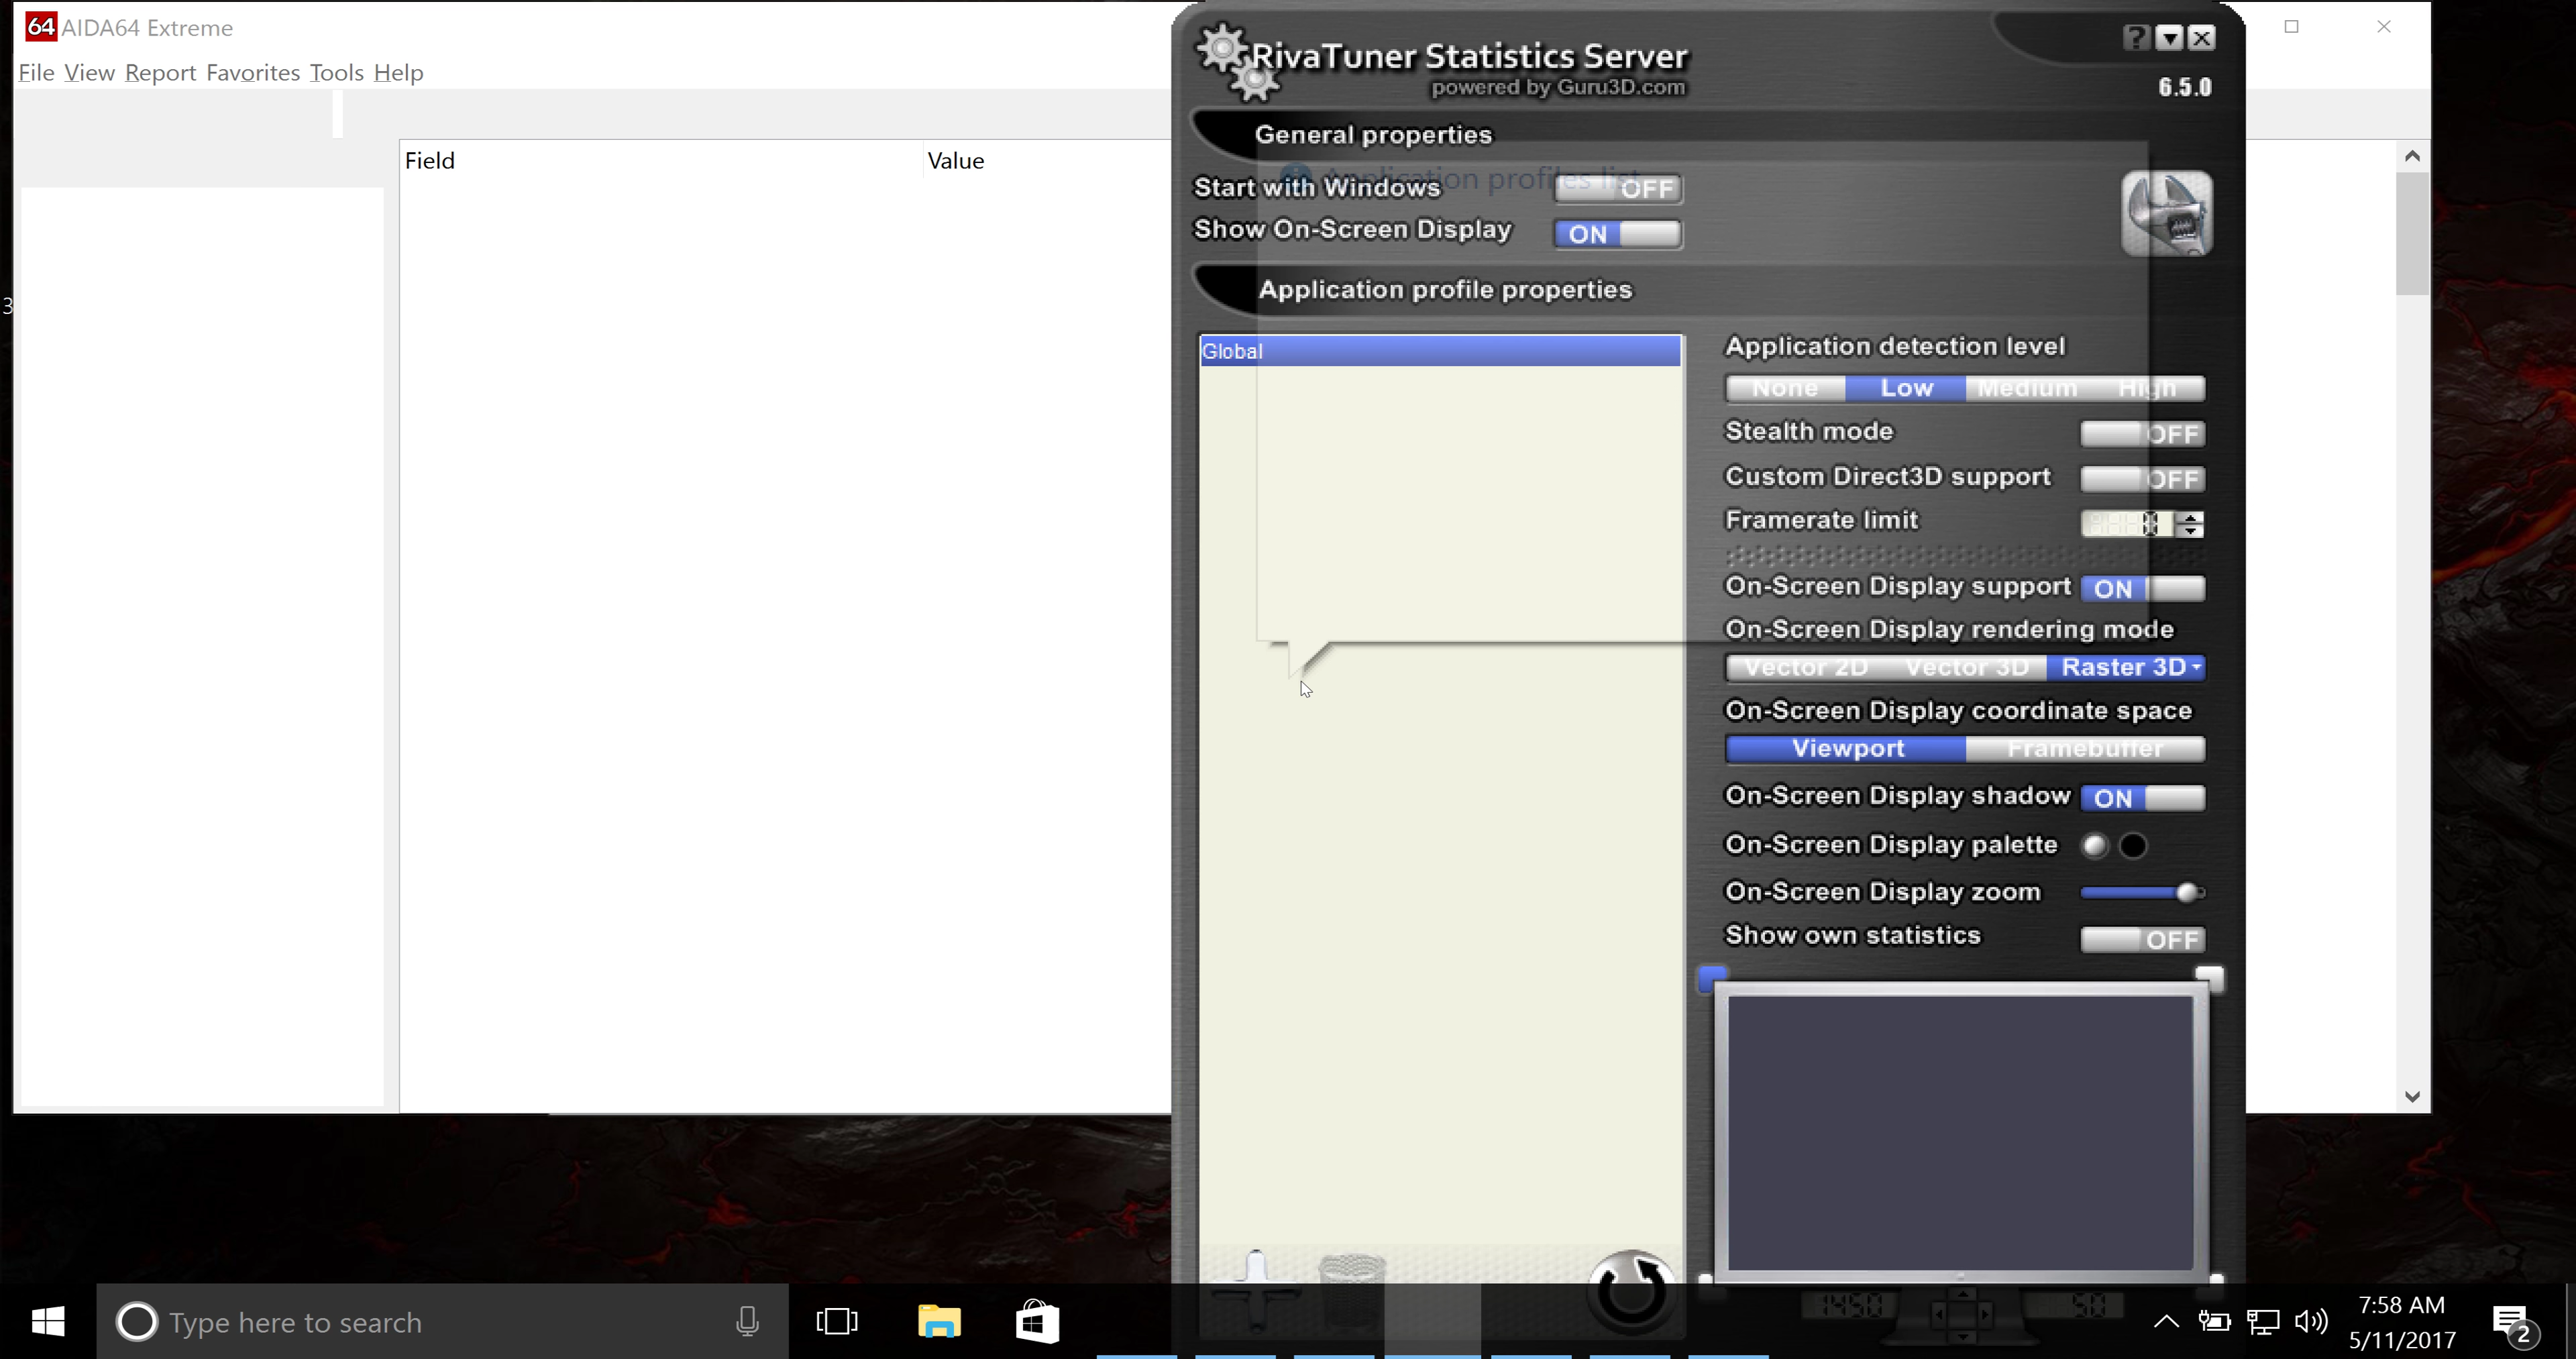 64 AIDA64 Extreme
File View Report Favorites Tools Help
Field Value
3
RivaTuner Statistics Server
powered by Guru3D.com
6.5.0
General properties
Application profiles list
Start with Windows OFF
Show On-Screen Display ON
Application profile properties
Global
Application detection level
None Low Medium High
Stealth mode OFF
Custom Direct3D support OFF
Framerate limit 0
On-Screen Display support ON
On-Screen Display rendering mode
Vector 2D Vector 3D Raster 3D
On-Screen Display coordinate space
Viewport Framebuffer
On-Screen Display shadow ON
On-Screen Display palette
On-Screen Display zoom
Show own statistics OFF
Type here to search
7:58 AM
5/11/2017
2